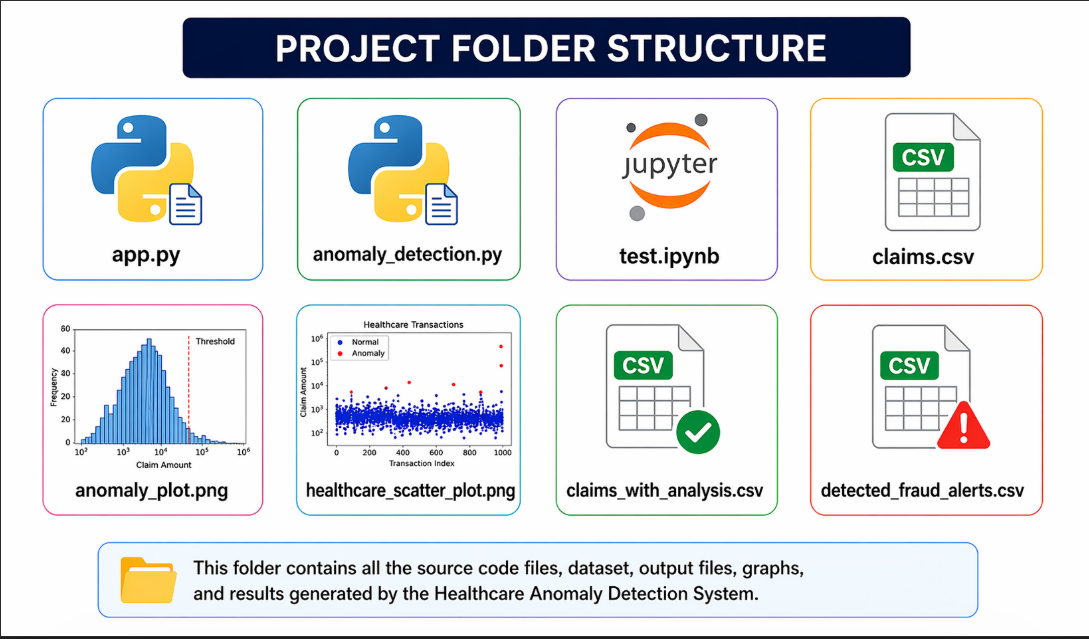 PROJECT FOLDER STRUCTURE
app.py
anomaly_detection.py
jupyter
test.ipynb
CSV
claims.csv
60
60
40
20
20
0
Frequency
Threshold
10² 10³ 10⁴ 10⁵ 10⁶
Claim Amount
anomaly_plot.png
Healthcare Transactions
Normal
Anomaly
10⁶
10⁵
10⁴
10³
10²
Claim Amount
0 200 400 600 800 1000
Transaction Index
healthcare_scatter_plot.png
CSV
claims_with_analysis.csv
CSV
detected_fraud_alerts.csv
This folder contains all the source code files, dataset, output files, graphs,
and results generated by the Healthcare Anomaly Detection System.